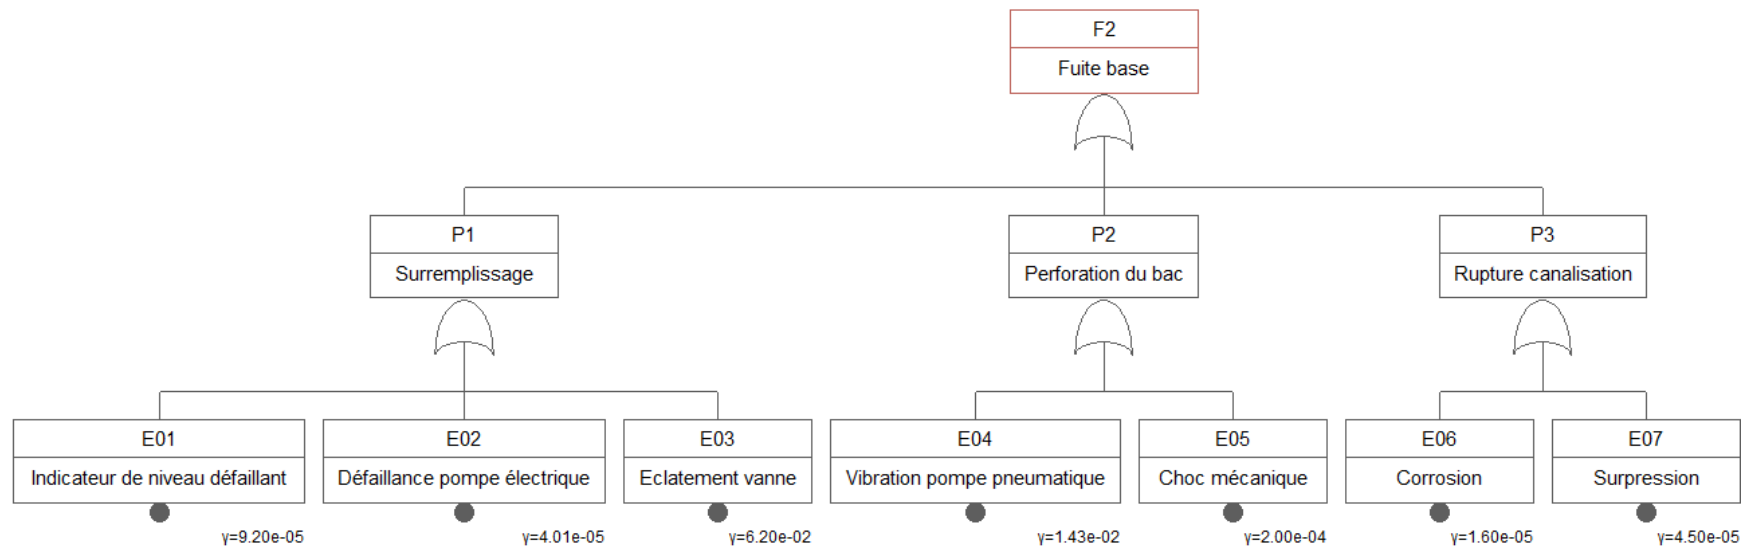 F2
Fuite base
P1
Surremplissage
P2
Perforation du bac
P3
Rupture canalisation
E01
Indicateur de niveau défaillant
γ=9.20e-05
E02
Défaillance pompe électrique
γ=4.01e-05
E03
Eclatement vanne
γ=6.20e-02
E04
Vibration pompe pneumatique
γ=1.43e-02
E05
Choc mécanique
γ=2.00e-04
E06
Corrosion
γ=1.60e-05
E07
Surpression
γ=4.50e-05